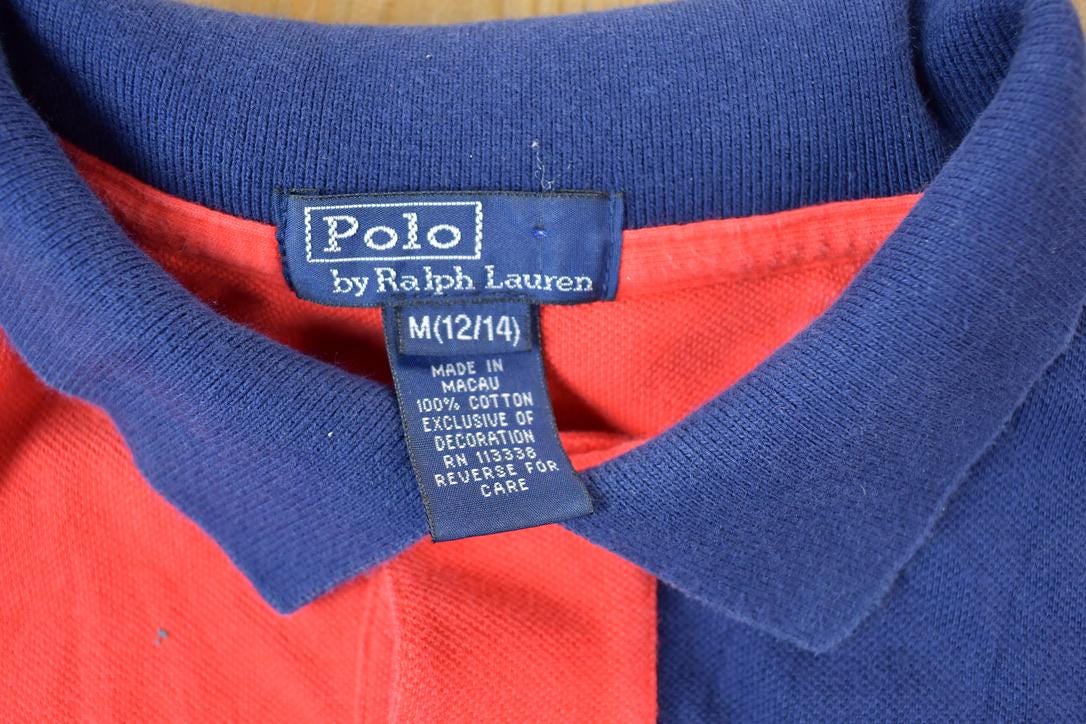 Polo
by Ralph Lauren
M(12/14)
MADE IN
MACAU
100% COTTON
EXCLUSIVE OF
DECORATION
RN 113338
REVERSE FOR
CARE